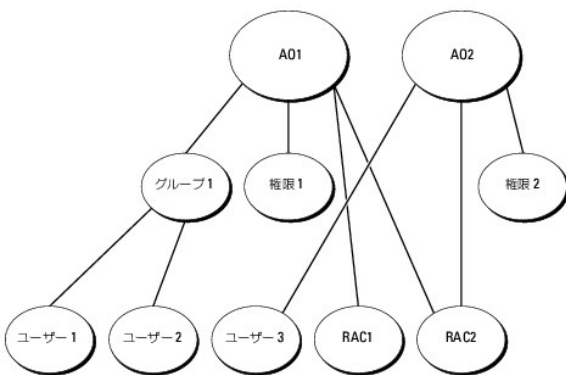 AO1
AO2
グループ 1
権限 1
権限 2
ユーザー 1
ユーザー 2
ユーザー 3
RAC1
RAC2